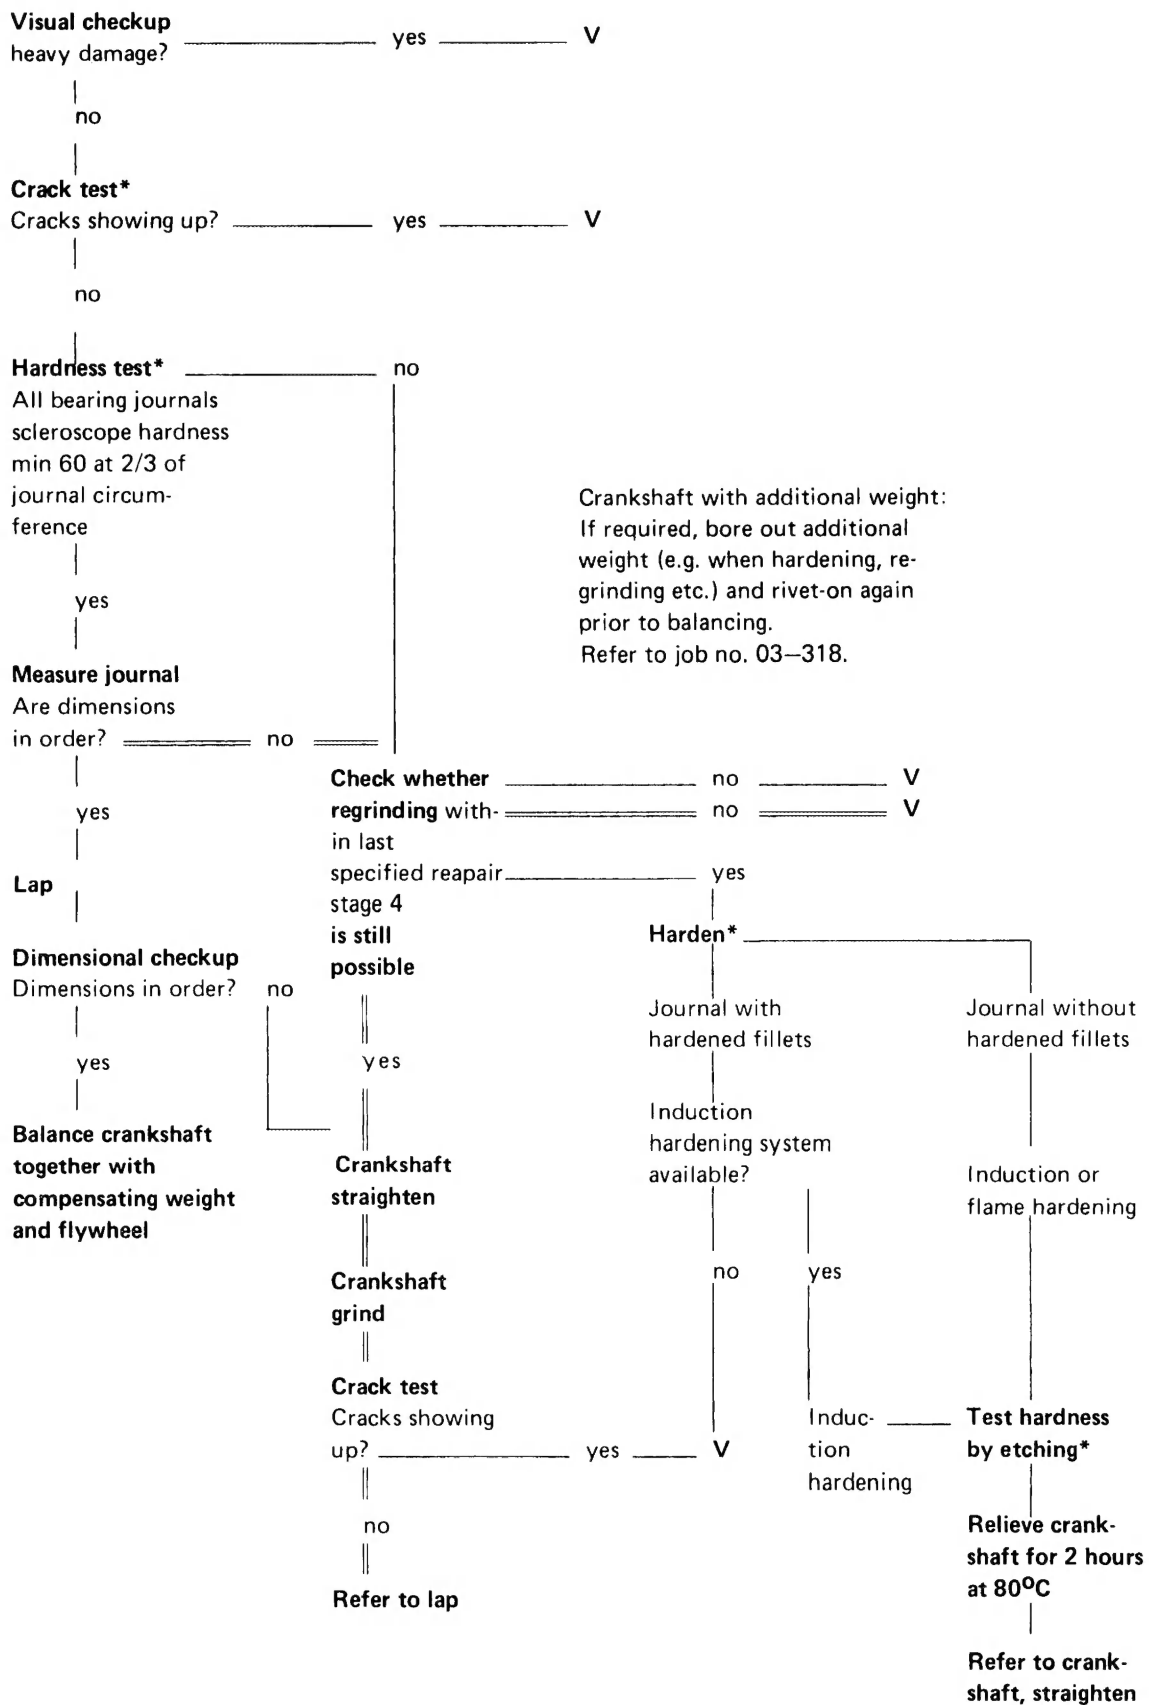 Visual checkup
heavy damage? yes V
no
Crack test*
Cracks showing up? yes V
no
Hardness test* no
All bearing journals
scleroscope hardness
min 60 at 2/3 of
journal circum-
ference
yes
Crankshaft with additional weight:
If required, bore out additional
weight (e.g. when hardening, re-
grinding etc.) and rivet-on again
prior to balancing.
Refer to job no. 03–318.
Measure journal
Are dimensions
in order? no
yes
Lap
Dimensional checkup
Dimensions in order? no
yes
Balance crankshaft
together with
compensating weight
and flywheel
Check whether no V
regrinding with- no V
in last
specified reapair yes
stage 4
is still
possible
yes
Crankshaft
straighten
Crankshaft
grind
Crack test
Cracks showing
up? yes V
no
Refer to lap
Harden*
Journal with
hardened fillets
Induction
hardening system
available?
no yes
Induc-
tion
hardening
Journal without
hardened fillets
Induction or
flame hardening
Test hardness
by etching*
Relieve crank-
shaft for 2 hours
at 80°C
Refer to crank-
shaft, straighten